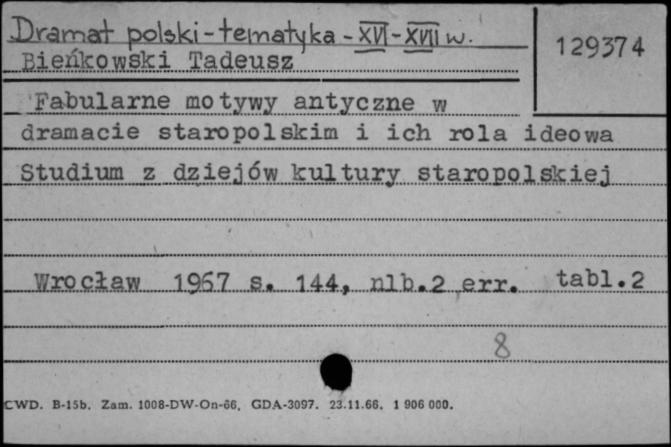 Dramat polski-tematyka-XVI-XVIII w.
129374
Bieńkowski Tadeusz
Fabularne motywy antyczne w
dramacie staropolskim i ich rola ideowa
Studium z dziejów kultury staropolskiej
Wrocław 1967 s. 144, nlb.2 err. tabl.2
8
CWD. B-15b. Zam. 1008-DW-On-66. GDA-3097. 23.11.66. 1 906 000.